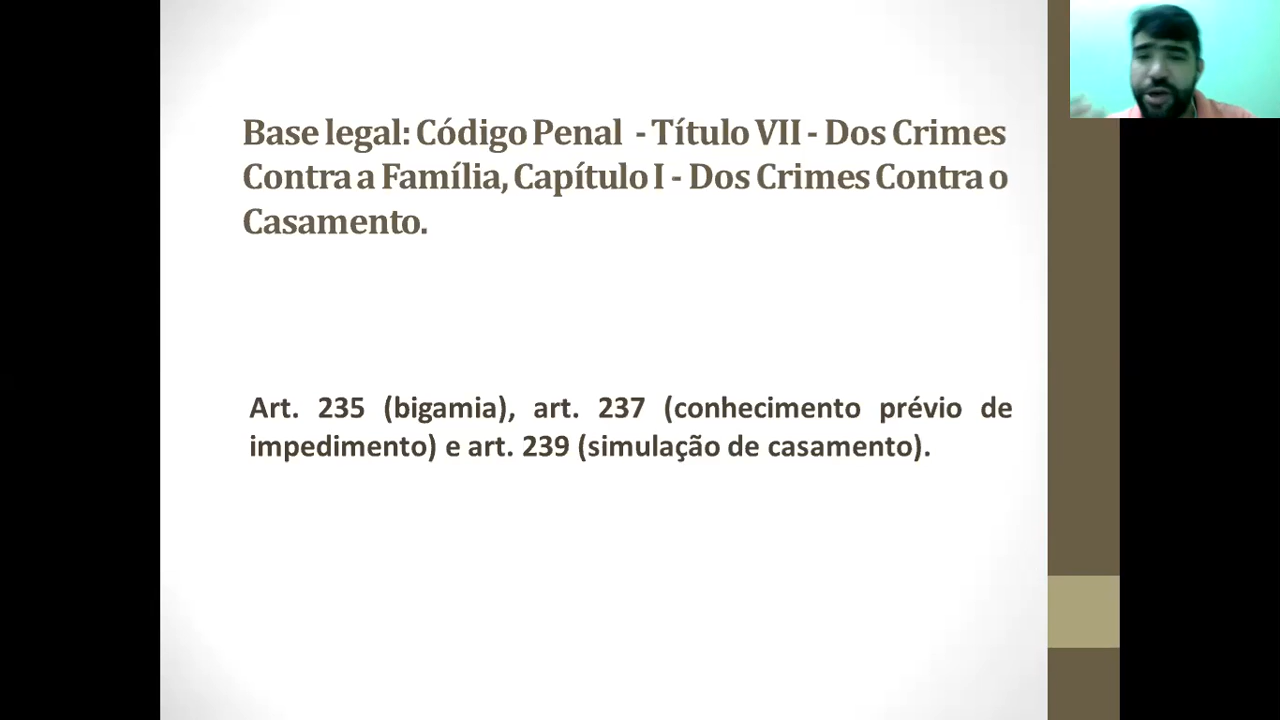 Base legal: Código Penal - Título VII - Dos Crimes
Contra a Família, Capítulo I - Dos Crimes Contra o
Casamento.
Art. 235 (bigamia), art. 237 (conhecimento prévio de
impedimento) e art. 239 (simulação de casamento).